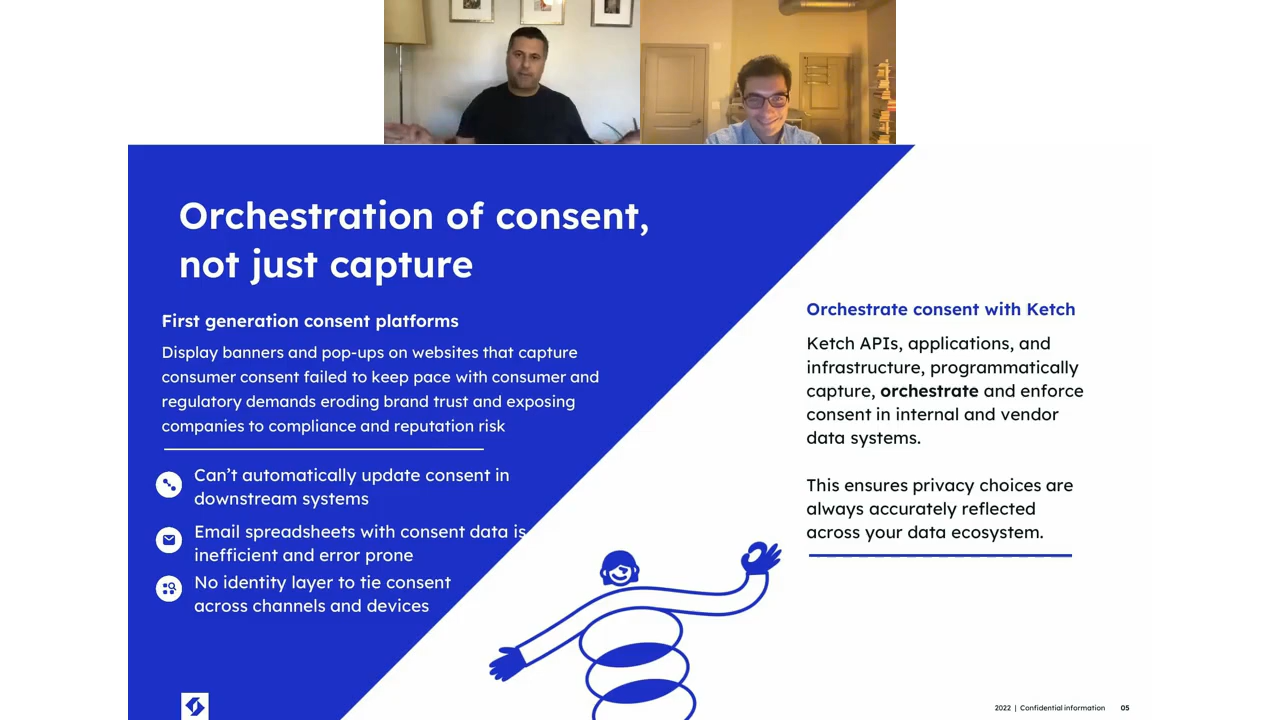 Orchestration of consent,
not just capture
First generation consent platforms
Display banners and pop-ups on websites that capture
consumer consent failed to keep pace with consumer and
regulatory demands eroding brand trust and exposing
companies to compliance and reputation risk
Can’t automatically update consent in
downstream systems
Email spreadsheets with consent data is
inefficient and error prone
No identity layer to tie consent
across channels and devices
Orchestrate consent with Ketch
Ketch APIs, applications, and
infrastructure, programmatically
capture, orchestrate and enforce
consent in internal and vendor
data systems.
This ensures privacy choices are
always accurately reflected
across your data ecosystem.
2022 | Confidential information 05